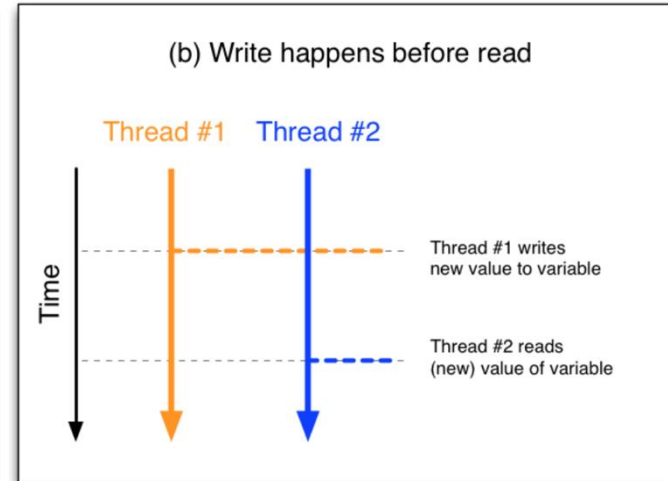 (b) Write happens before read
Thread #1 Thread #2
Time
Thread #1 writes
new value to variable
Thread #2 reads
(new) value of variable